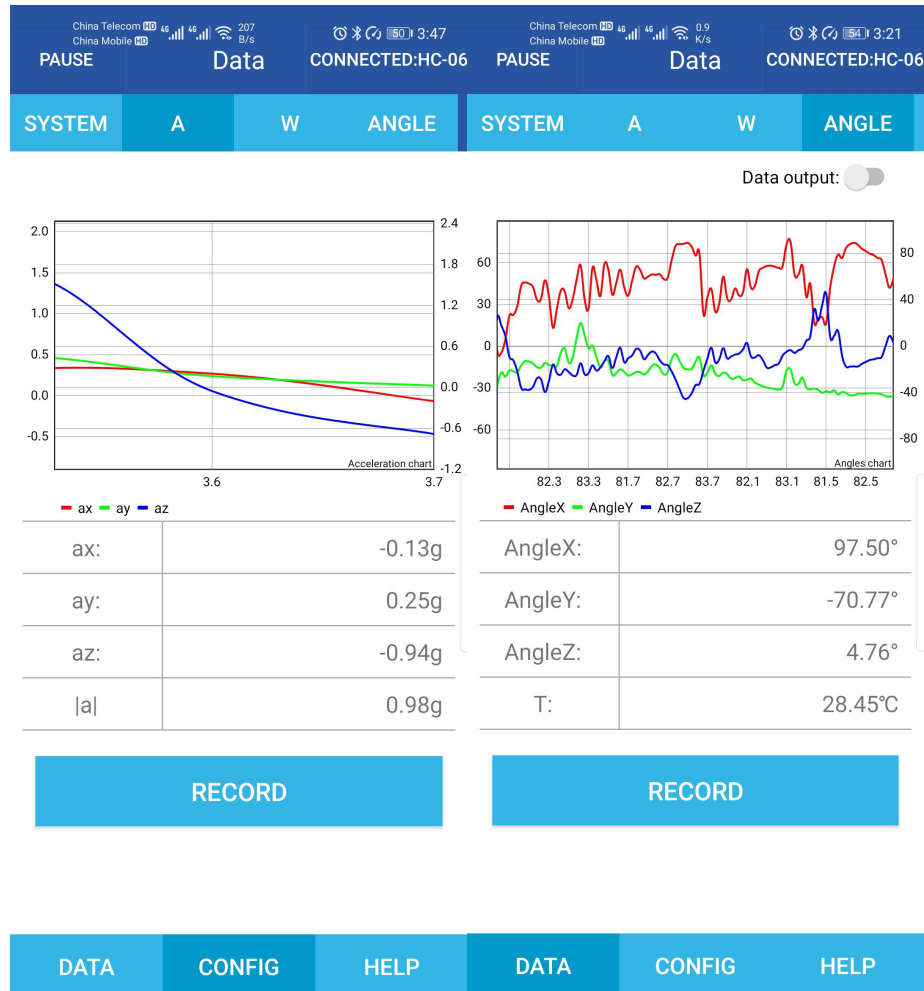 China Telecom HD 4G 4G 207
China Mobile HD B/s
50 3:47
PAUSE Data CONNECTED:HC-06
SYSTEM A W ANGLE
2.0
1.5
1.0
0.5
0.0
-0.5
2.4
1.8
1.2
0.6
0.0
-0.6
-1.2
Acceleration chart
3.6 3.7
ax ay az
ax: -0.13g
ay: 0.25g
az: -0.94g
|a| 0.98g
RECORD
DATA CONFIG HELP
China Telecom HD 4G 4G 0.9
China Mobile HD K/s
54 3:21
PAUSE Data CONNECTED:HC-06
SYSTEM A W ANGLE
Data output:
60
30
0
-30
-60
80
40
0
-40
-80
Angles chart
82.3 83.3 81.7 82.7 83.7 82.1 83.1 81.5 82.5
AngleX AngleY AngleZ
AngleX: 97.50°
AngleY: -70.77°
AngleZ: 4.76°
T: 28.45℃
RECORD
DATA CONFIG HELP